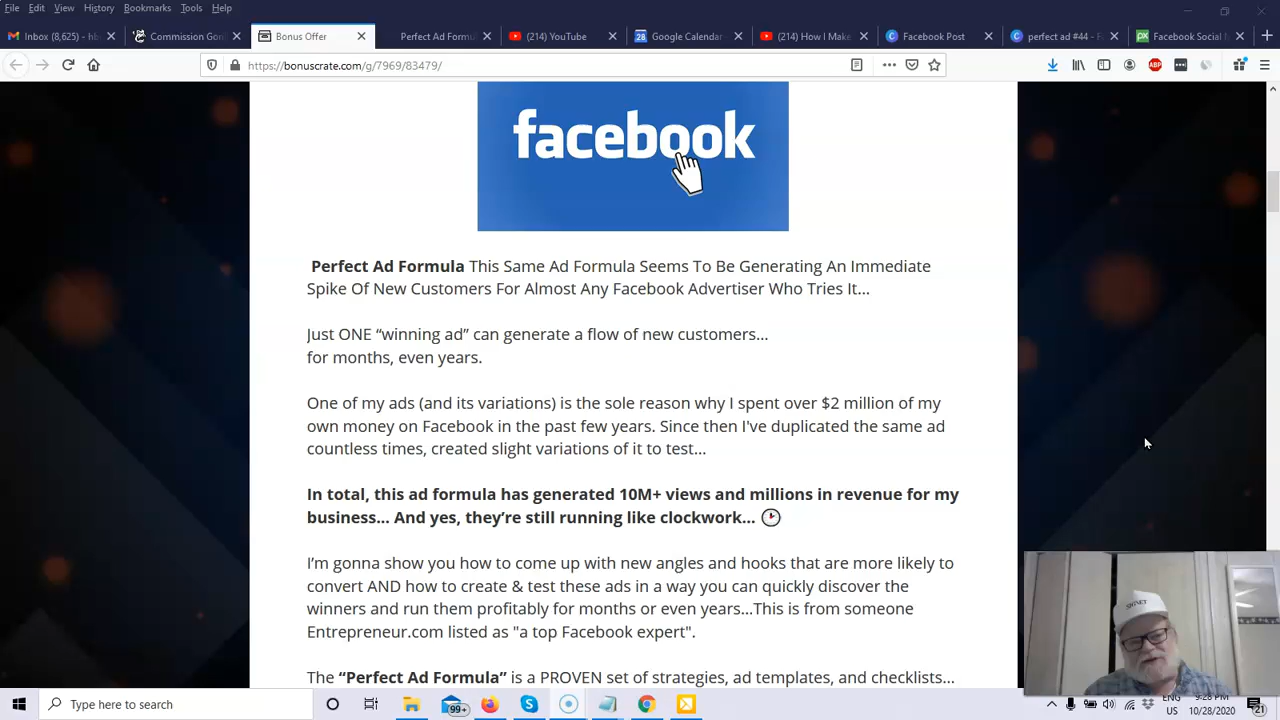 File Edit View History Bookmarks Tools Help
Inbox (8,625) - hb
Commission Goril
Bonus Offer
Perfect Ad Formu
(214) YouTube
Google Calendar
(214) How I Make
Facebook Post
perfect ad #44 - Fa
Facebook Social
https://bonuscrate.com/g/7969/83479/
facebook
Perfect Ad Formula This Same Ad Formula Seems To Be Generating An Immediate
Spike Of New Customers For Almost Any Facebook Advertiser Who Tries It...
Just ONE “winning ad” can generate a flow of new customers...
for months, even years.
One of my ads (and its variations) is the sole reason why I spent over $2 million of my
own money on Facebook in the past few years. Since then I've duplicated the same ad
countless times, created slight variations of it to test...
In total, this ad formula has generated 10M+ views and millions in revenue for my
business... And yes, they’re still running like clockwork...
I’m gonna show you how to come up with new angles and hooks that are more likely to
convert AND how to create & test these ads in a way you can quickly discover the
winners and run them profitably for months or even years...This is from someone
Entrepreneur.com listed as "a top Facebook expert".
The “Perfect Ad Formula” is a PROVEN set of strategies, ad templates, and checklists...
Type here to search
99+
ENG
US
9:28 PM
10/28/2020
21